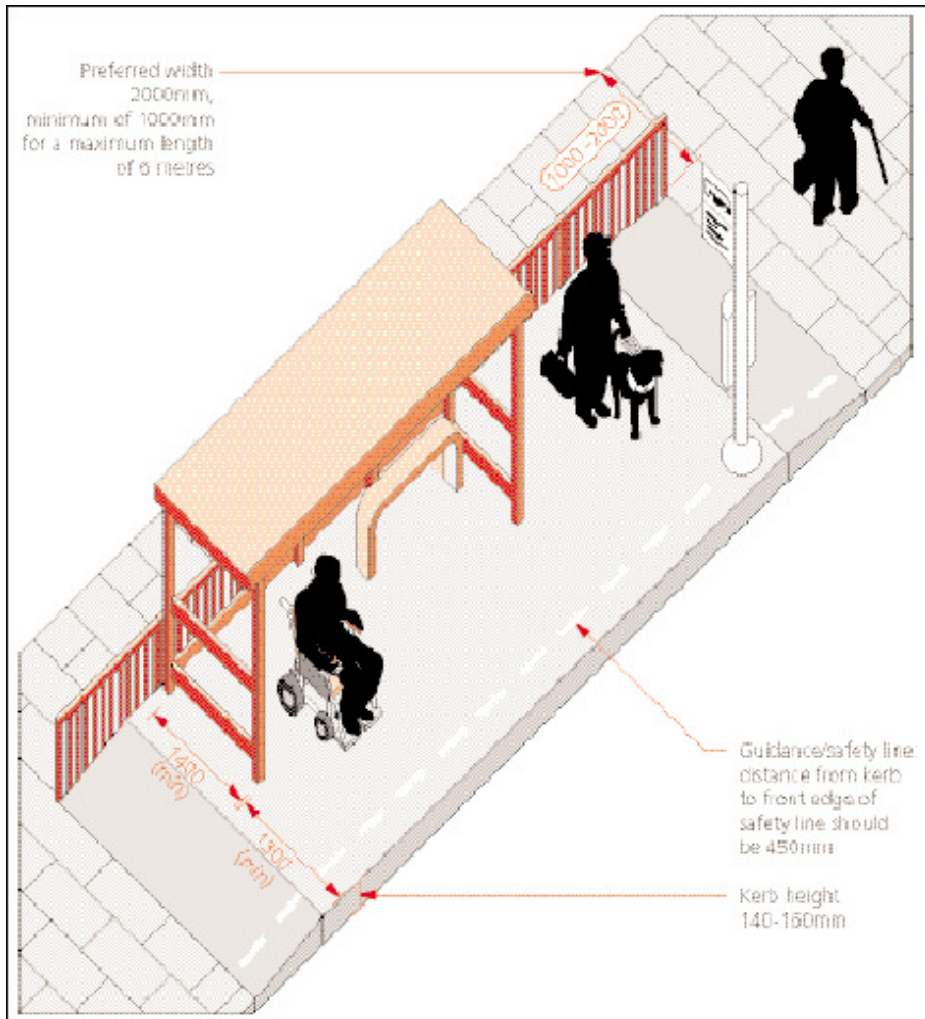 Preferred width
2000mm,
minimum of 1000mm
for a maximum length
of 6 metres
1000-2000
1400
(min)
1300
(min)
Guidance/safety line:
distance from kerb
to front edge of
safety line should
be 450mm
Kerb height
140-160mm